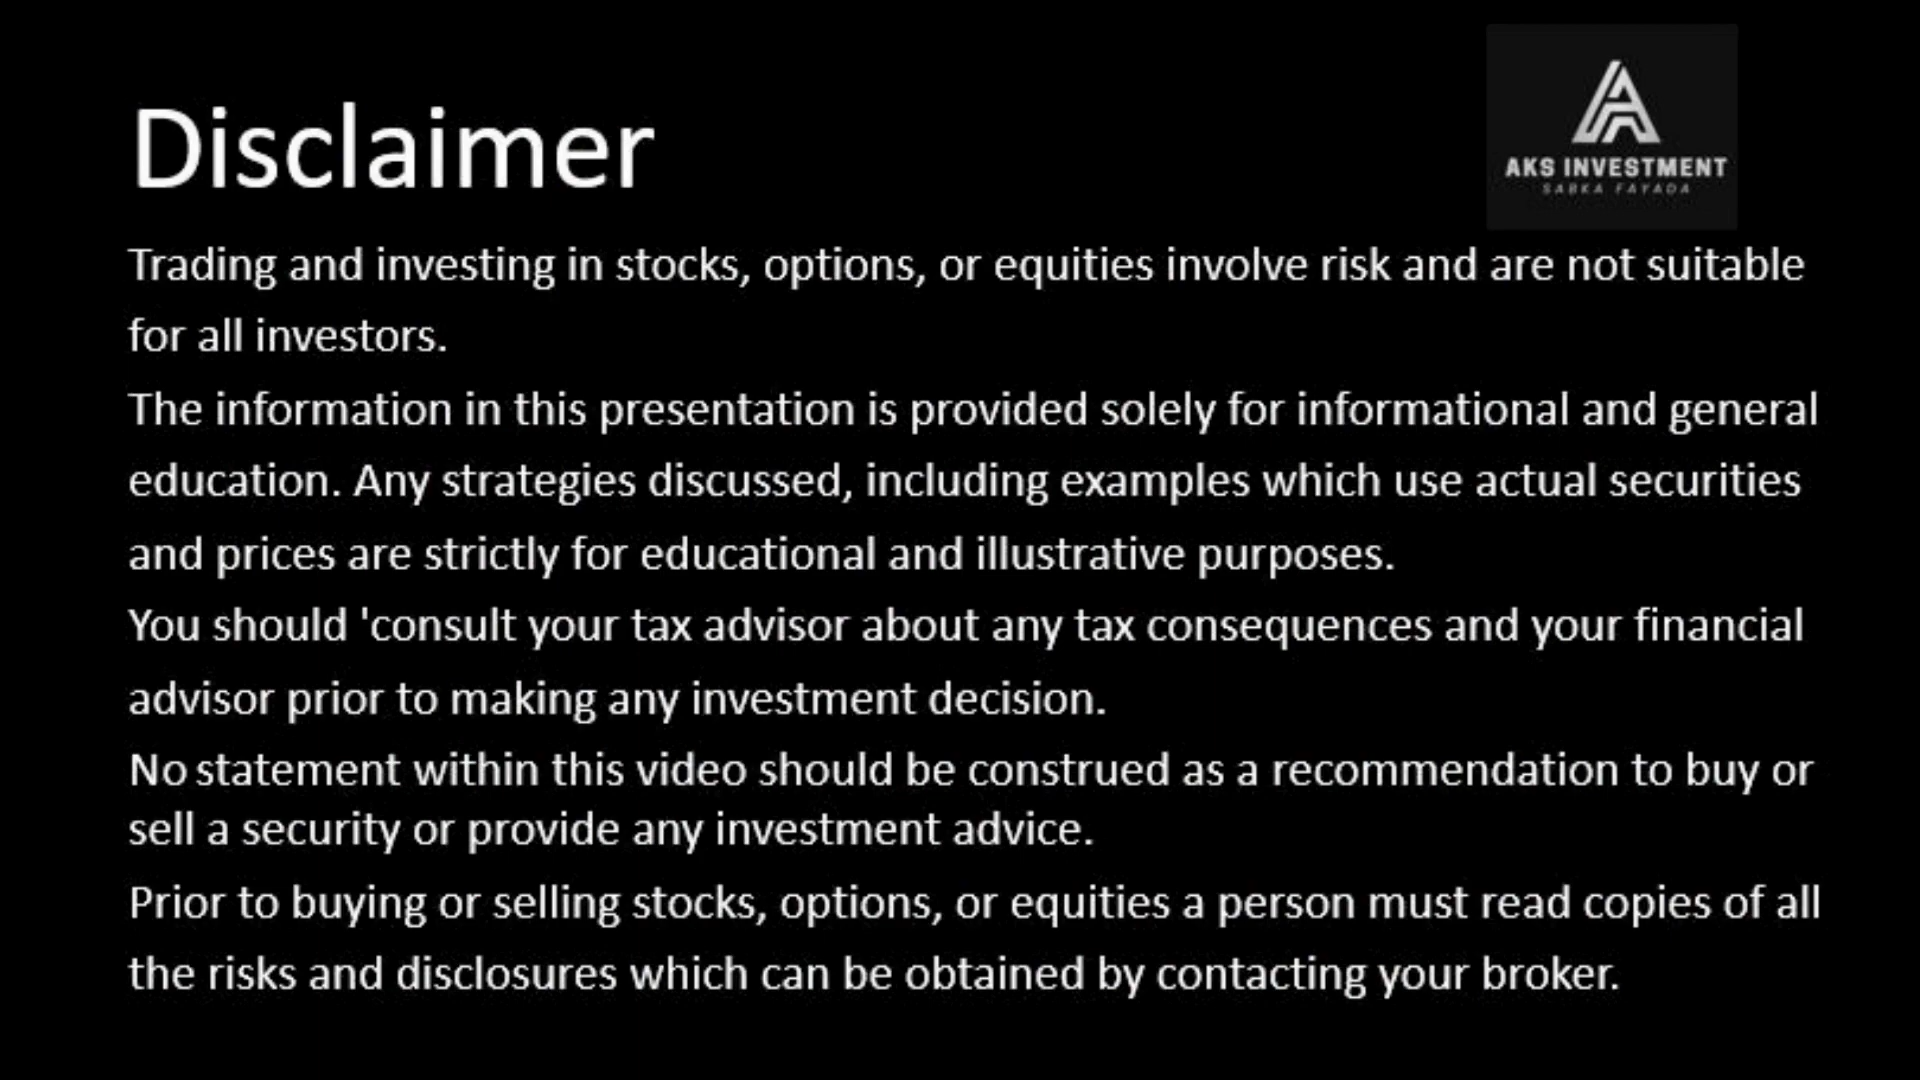 AKS INVESTMENT
SABKA FAYADA
Disclaimer
Trading and investing in stocks, options, or equities involve risk and are not suitable
for all investors.
The information in this presentation is provided solely for informational and general
education. Any strategies discussed, including examples which use actual securities
and prices are strictly for educational and illustrative purposes.
You should 'consult your tax advisor about any tax consequences and your financial
advisor prior to making any investment decision.
No statement within this video should be construed as a recommendation to buy or
sell a security or provide any investment advice.
Prior to buying or selling stocks, options, or equities a person must read copies of all
the risks and disclosures which can be obtained by contacting your broker.